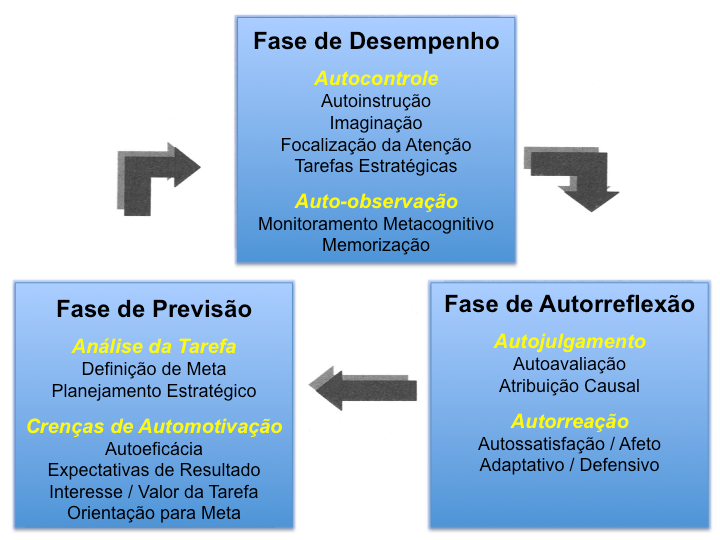 Fase de Desempenho
Autocontrole
Autoinstrução
Imaginação
Focalização da Atenção
Tarefas Estratégicas
Auto-observação
Monitoramento Metacognitivo
Memorização
Fase de Previsão
Análise da Tarefa
Definição de Meta
Planejamento Estratégico
Crenças de Automotivação
Autoeficácia
Expectativas de Resultado
Interesse / Valor da Tarefa
Orientação para Meta
Fase de Autorreflexão
Autojulgamento
Autoavaliação
Atribuição Causal
Autorreação
Autossatisfação / Afeto
Adaptativo / Defensivo